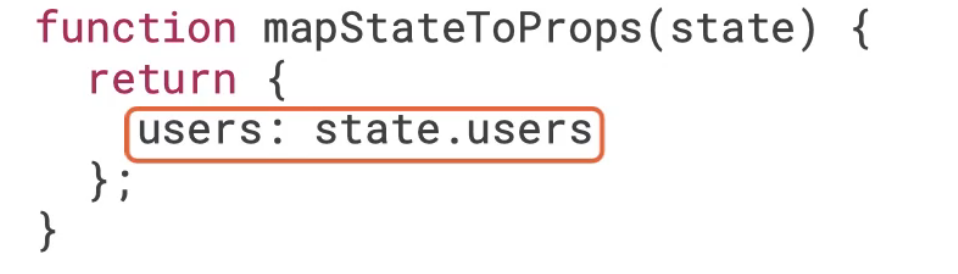 function mapStateToProps(state) {
  return {
    users: state.users
  };
}